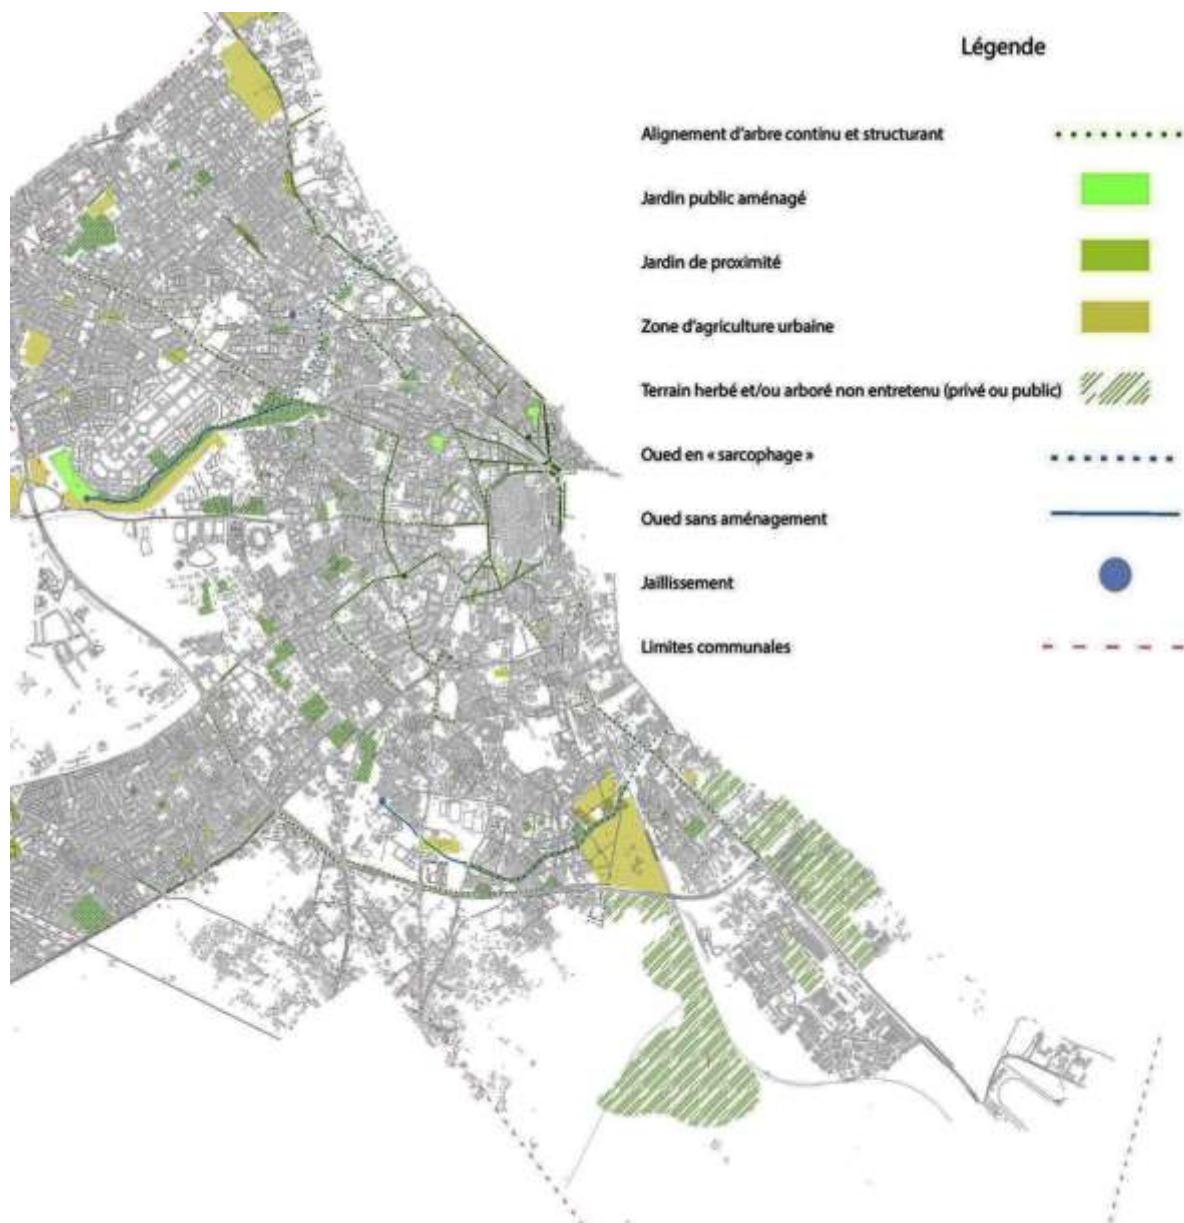 Légende
Alignement d'arbre continu et structurant
Jardin public aménagé
Jardin de proximité
Zone d'agriculture urbaine
Terrain herbé et/ou arboré non entretenu (privé ou public)
Oued en « sarcophage »
Oued sans aménagement
Jaillissement
Limites communales